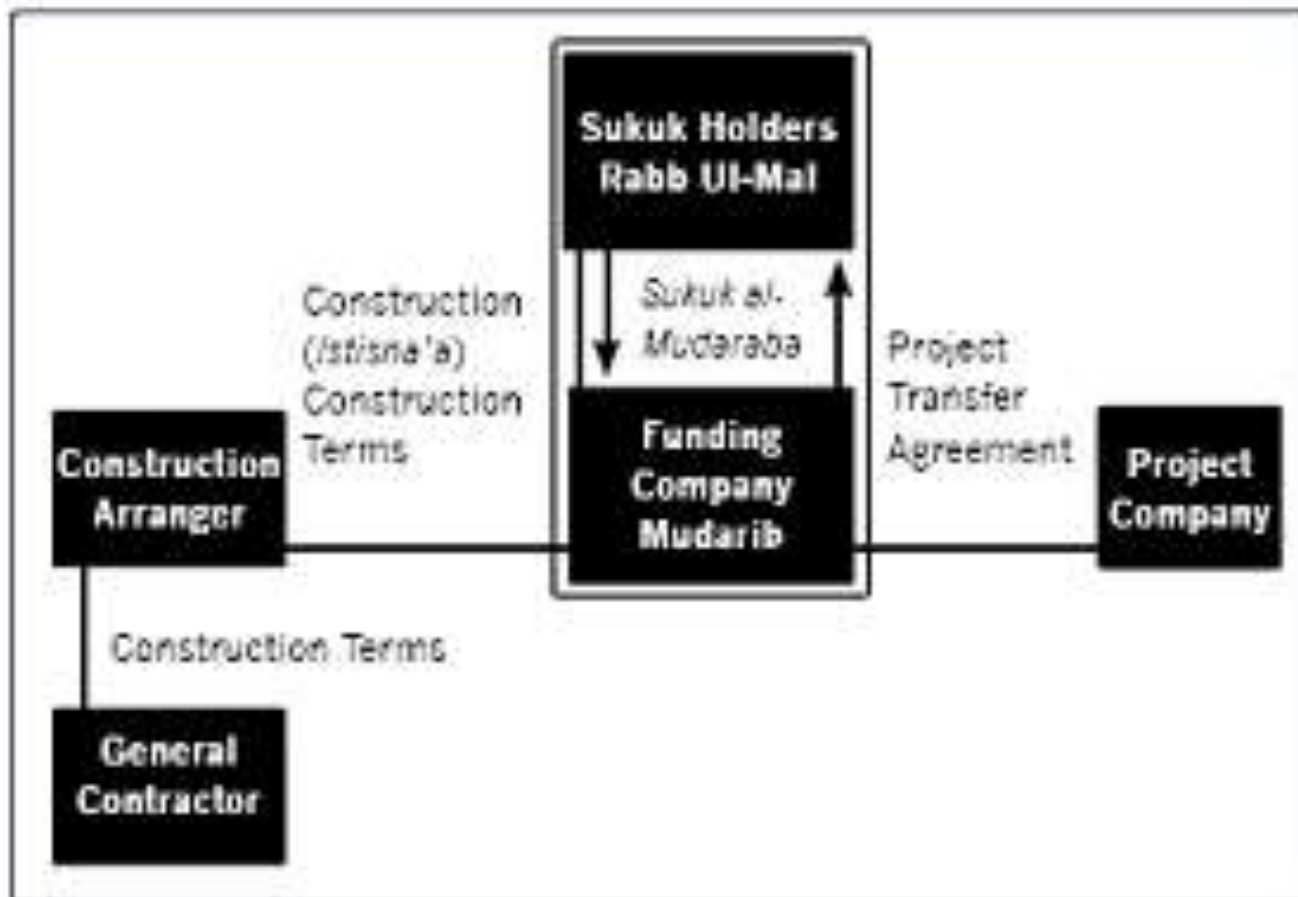 Sukuk Holders
Rabb Ul-Mal
Construction
(Istisna'a)
Construction
Terms
Sukuk al-
Mudaraba
Project
Transfer
Agreement
Construction
Arranger
Funding
Company
Mudarib
Project
Company
Construction Terms
General
Contractor